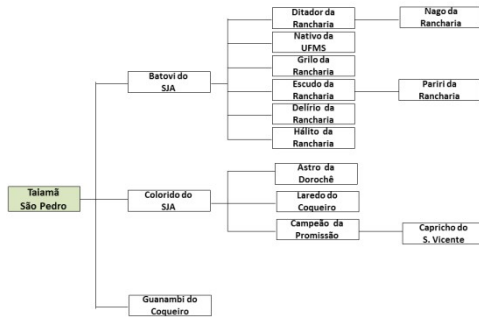 Ditador da
Rancharia
Nago da
Rancharia
Nativo da
UFMS
Grilo da
Rancharia
Batovi do
SJA
Escudo da
Rancharia
Pariri da
Rancharia
Delírio da
Rancharia
Hálito da
Rancharia
Astro da
Dorochê
Taiamã
São Pedro
Colorido do
SJA
Laredo do
Coqueiro
Campeão da
Promissão
Capricho do
S. Vicente
Guanambi do
Coqueiro